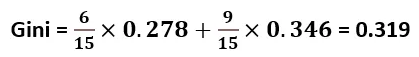 Gini = 6/15 × 0.278 + 9/15 × 0.346 = 0.319